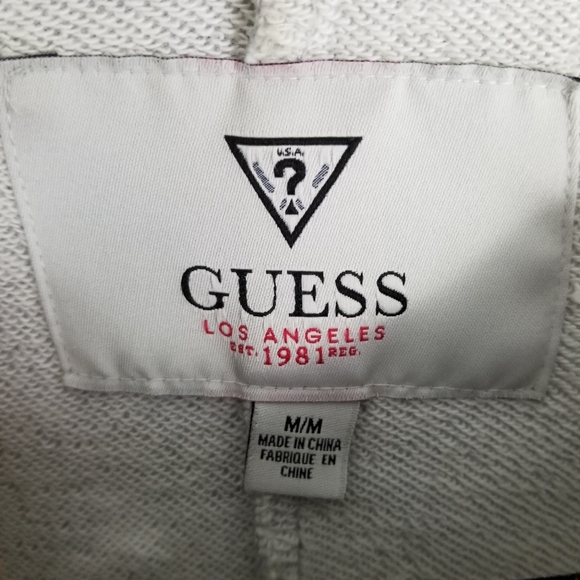 U.S.A.
?
GUESS
LOS ANGELES
EST. 1981 REG.
M/M
MADE IN CHINA
FABRIQUE EN
CHINE